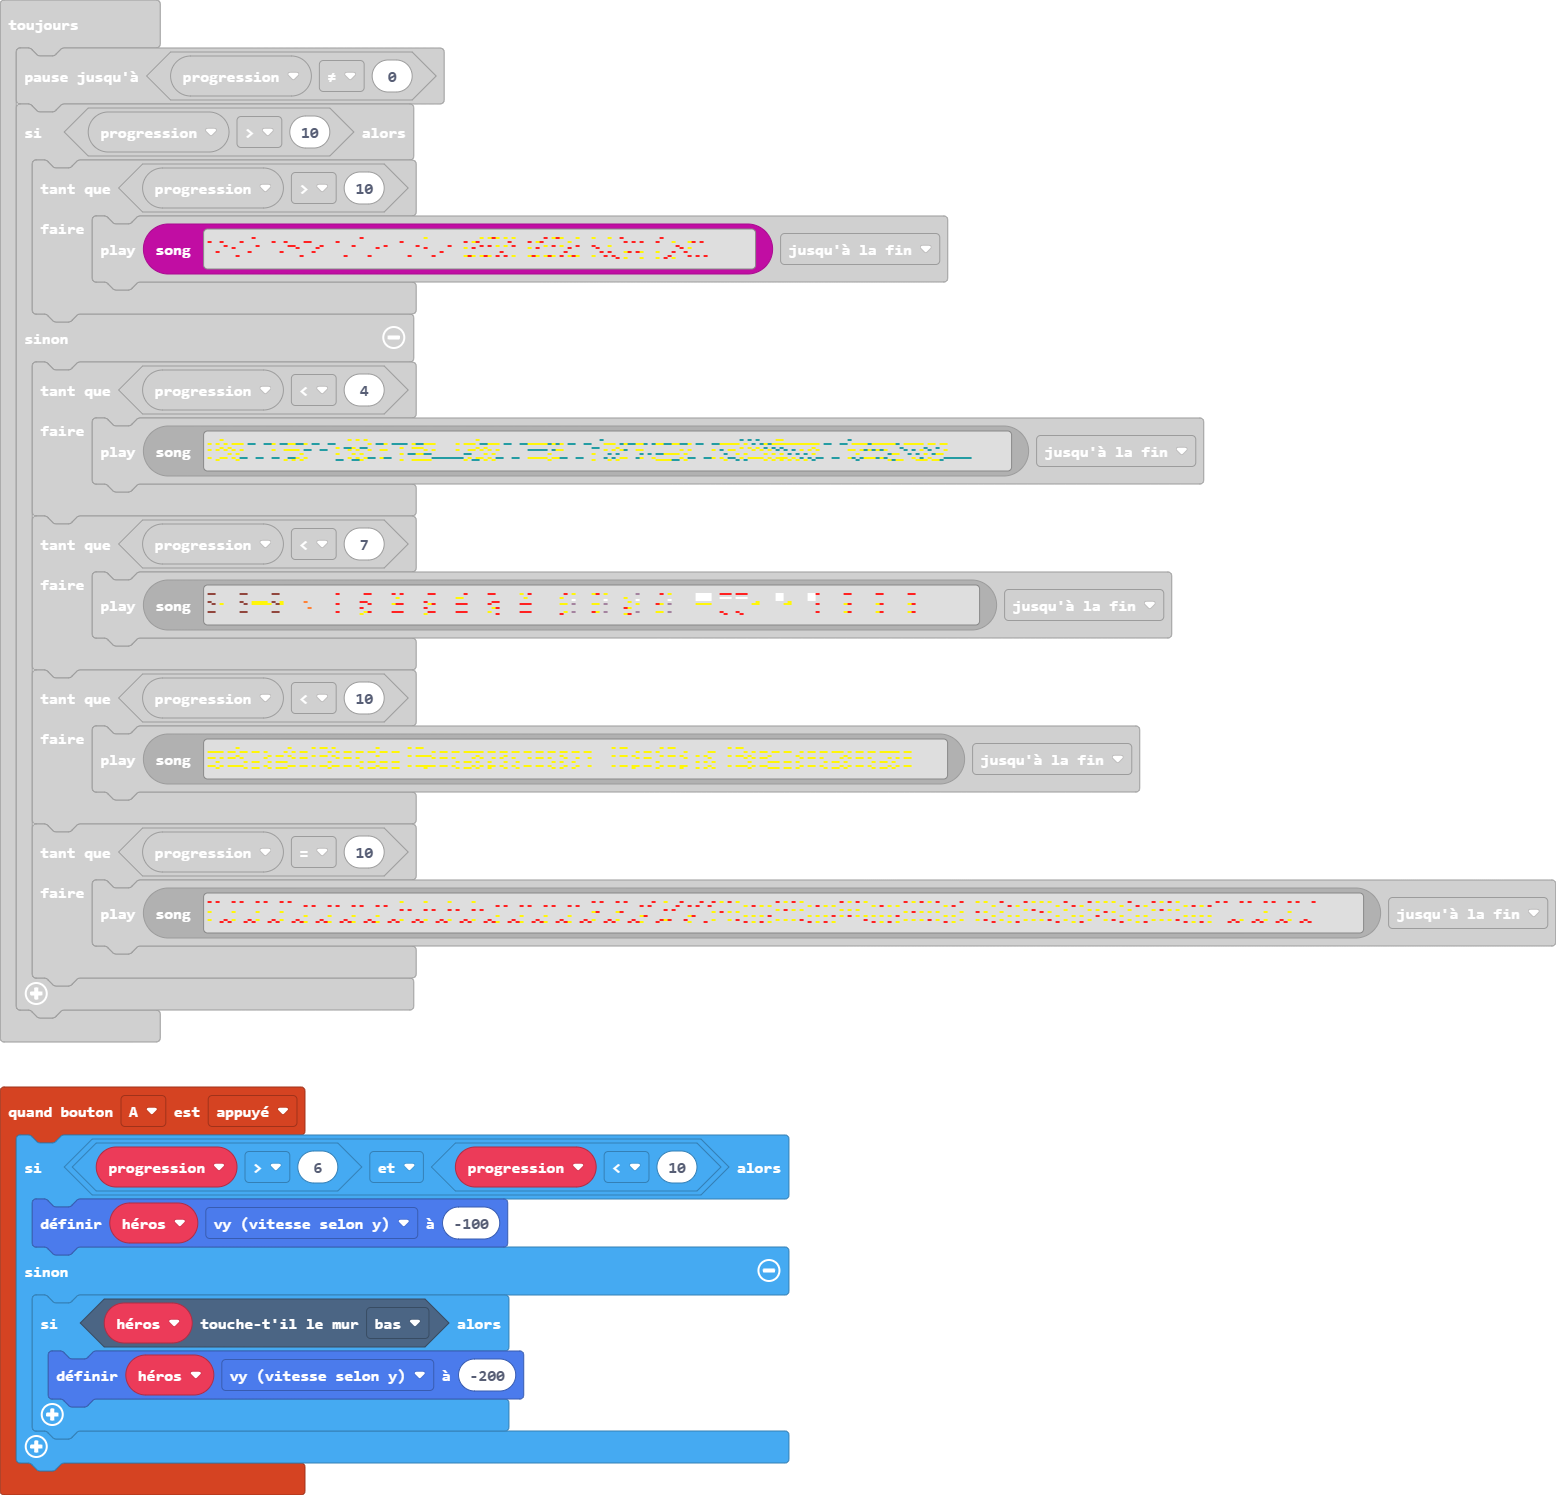 toujours
pause jusqu'à progression ≠ 0
si progression > 10 alors
tant que progression > 10
faire
play song jusqu'à la fin
sinon
tant que progression < 4
faire
play song jusqu'à la fin
tant que progression < 7
faire
play song jusqu'à la fin
tant que progression < 10
faire
play song jusqu'à la fin
tant que progression = 10
faire
play song jusqu'à la fin
quand bouton A est appuyé
si progression > 6 et progression < 10 alors
définir héros vy (vitesse selon y) à -100
sinon
si héros touche-t'il le mur bas alors
définir héros vy (vitesse selon y) à -200